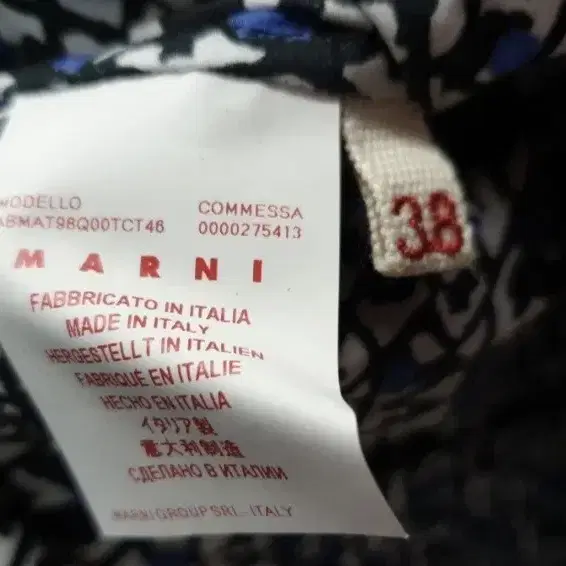 MODELLO
ABMAT98Q00TCT46
COMMESSA
0000275413
38
MARNI
FABBRICATO IN ITALIA
MADE IN ITALY
HERGESTELLT IN ITALIEN
FABRIQUÉ EN ITALIE
HECHO EN ITALIA
イタリア製
意大利制造
СДЕЛАНО В ИТАЛИИ
MARNI GROUP SRL - ITALY